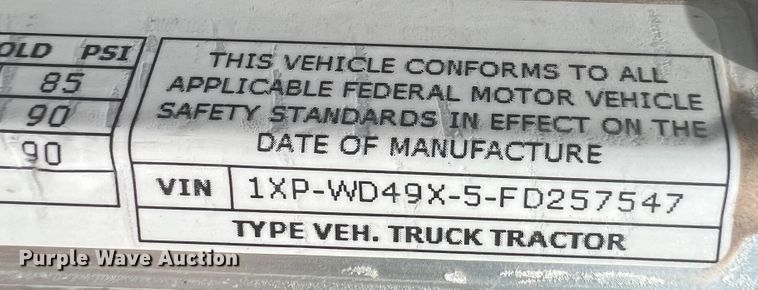 OLD PSI
85
90
90
THIS VEHICLE CONFORMS TO ALL
APPLICABLE FEDERAL MOTOR VEHICLE
SAFETY STANDARDS IN EFFECT ON THE
DATE OF MANUFACTURE
VIN 1XP-WD49X-5-FD257547
TYPE VEH. TRUCK TRACTOR
Purple Wave Auction